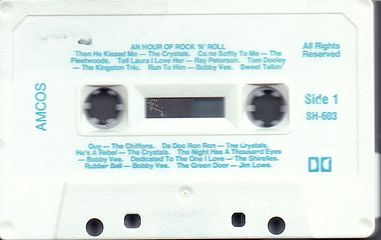 AN HOUR OF ROCK 'N' ROLL
Then He Kissed Me — The Crystals. Come Softly To Me — The
Fleetwoods. Tell Laura I Love Her — Ray Peterson. Tom Dooley
— The Kingston Trio. Run To Him — Bobby Vee. Sweet Talkin'
All Rights
Reserved
AMCOS
Side 1
SH-603
Guy — The Chiffons. Da Doo Ron Ron — The Crystals.
He's A Rebel — The Crystals. The Night Has A Thousand Eyes
— Bobby Vee. Dedicated To The One I Love — The Shirelles.
Rubber Ball — Bobby Vee. The Green Door — Jim Lowe.